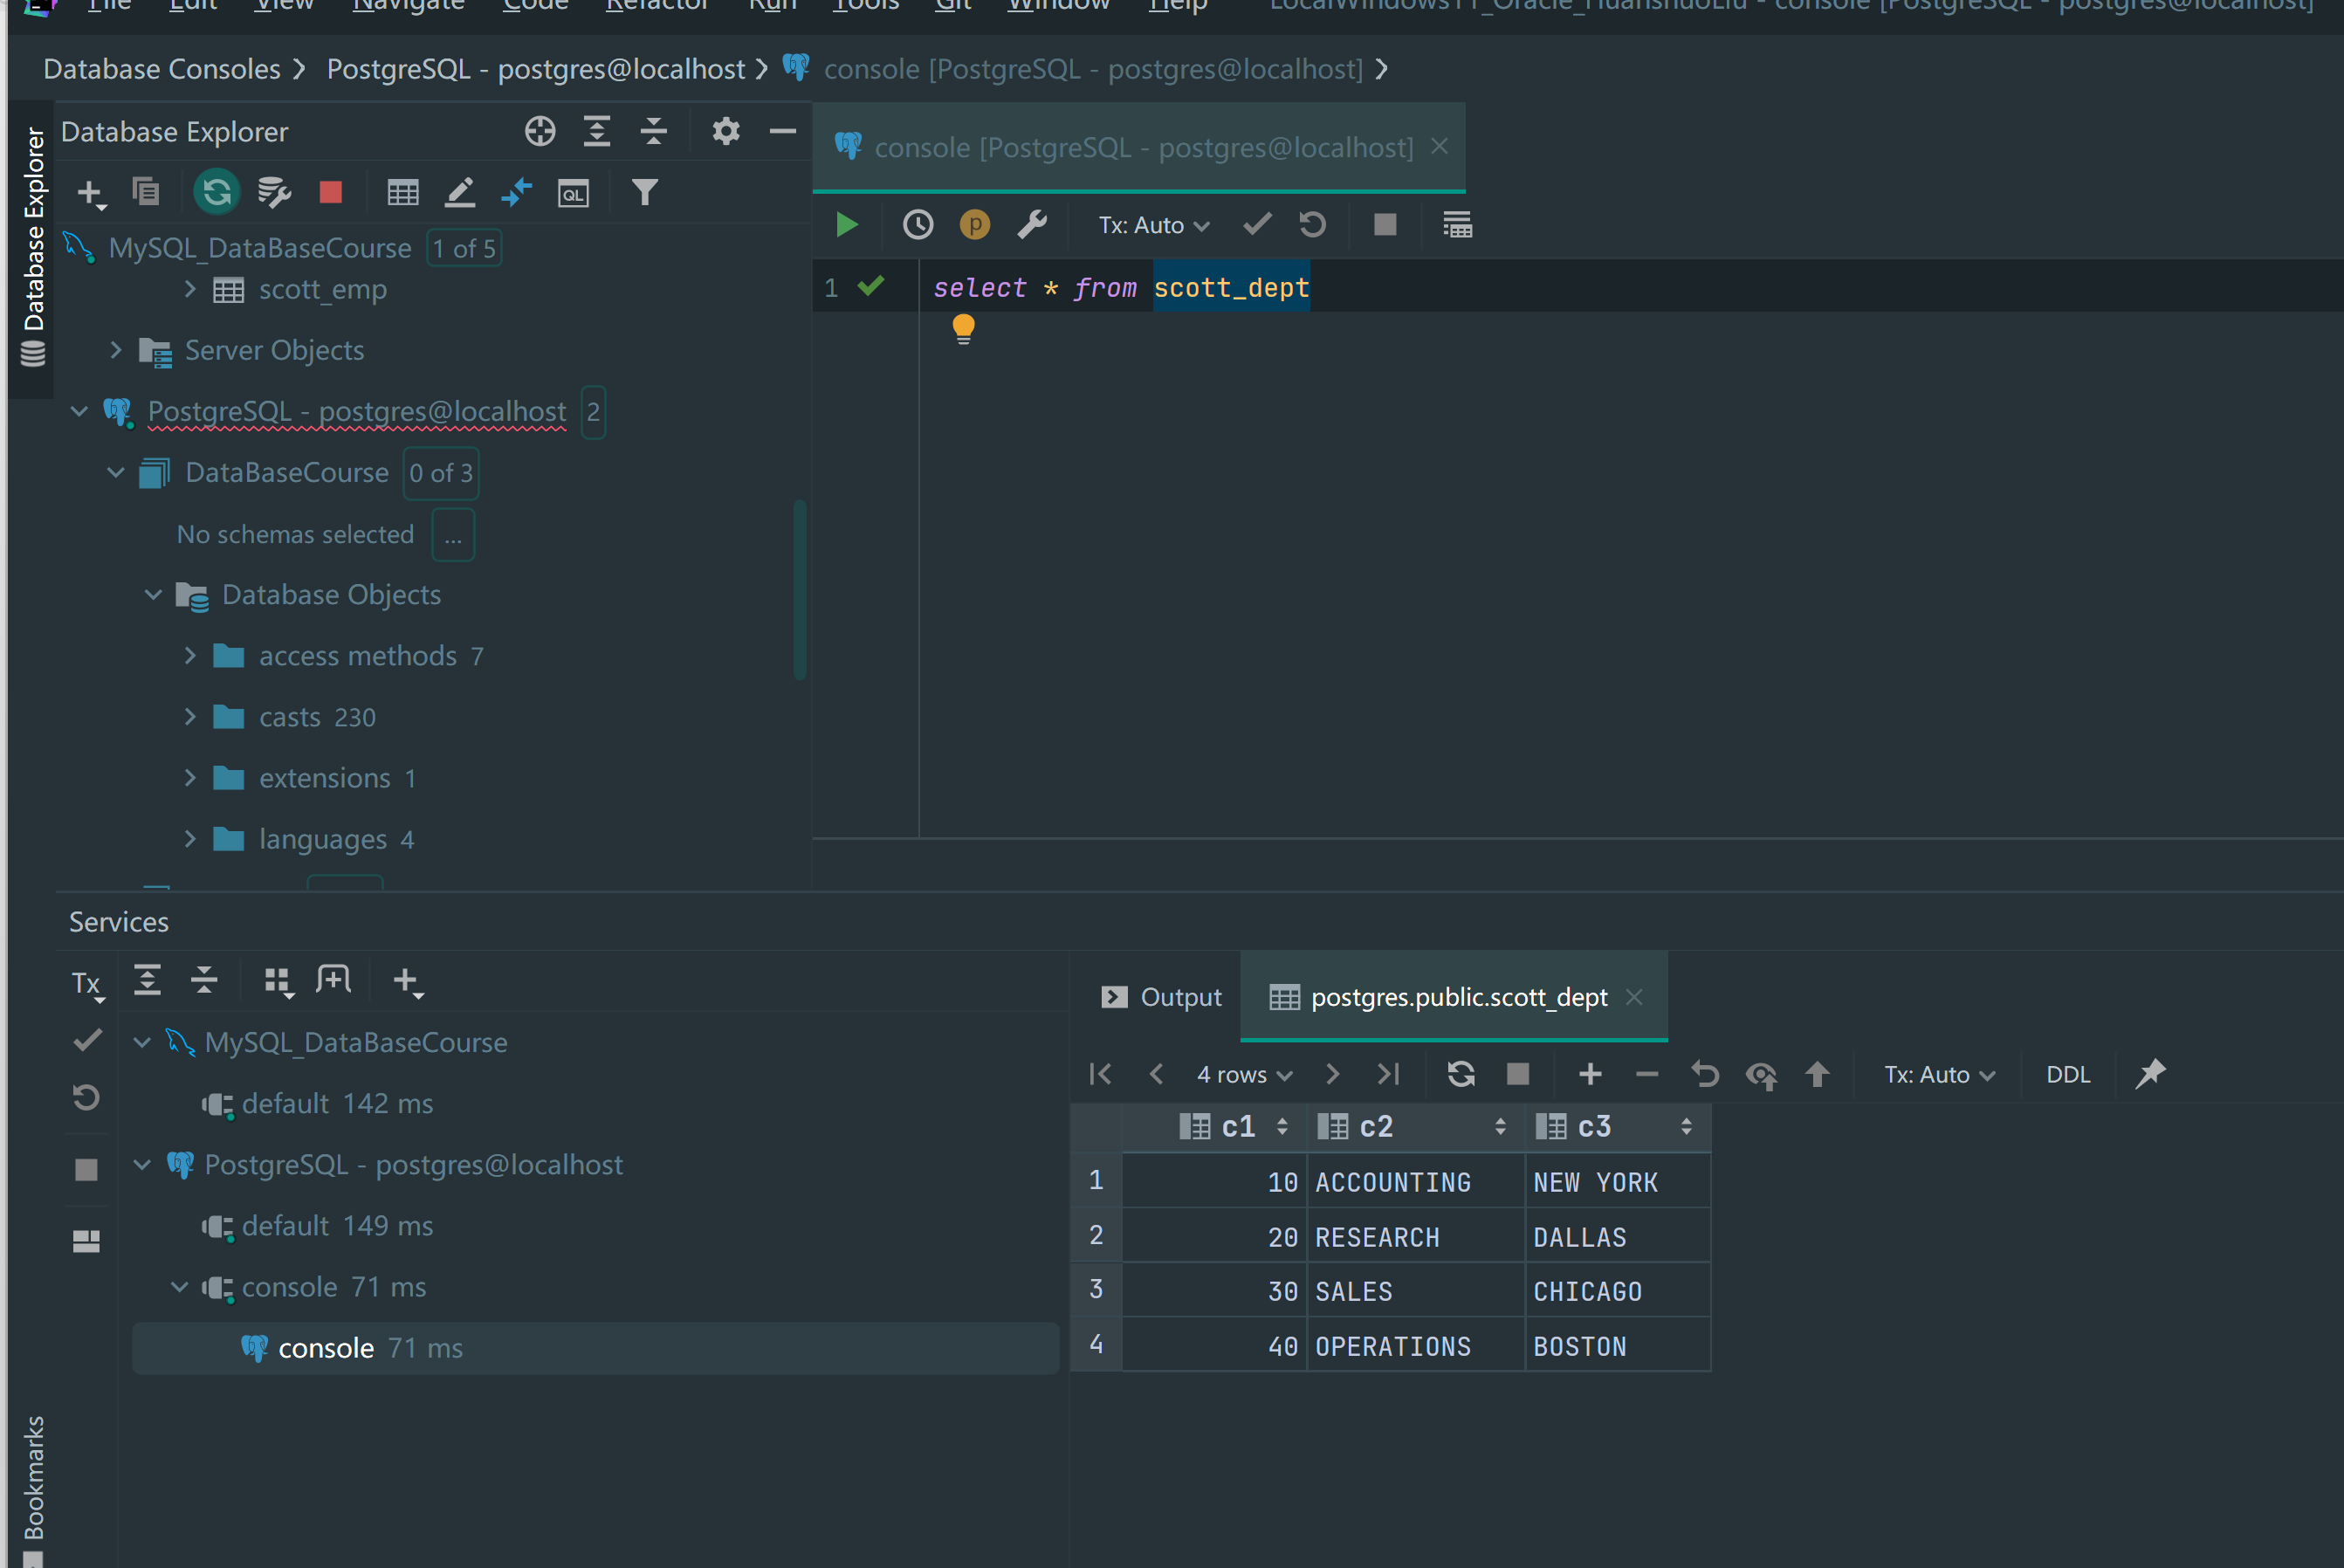 File Edit View Navigate Code Refactor Run Tools Git Window Help LocalWindows11_Oracle_HuanshuoLiu - console [PostgreSQL - postgres@localhost]
Database Consoles PostgreSQL - postgres@localhost console [PostgreSQL - postgres@localhost]
Database Explorer
Database Explorer
console [PostgreSQL - postgres@localhost]
QL
p Tx: Auto
MySQL_DataBaseCourse 1 of 5
scott_emp
Server Objects
PostgreSQL - postgres@localhost 2
DataBaseCourse 0 of 3
No schemas selected ...
Database Objects
access methods 7
casts 230
extensions 1
languages 4
1 select * from scott_dept
Services
Tx
MySQL_DataBaseCourse
default 142 ms
PostgreSQL - postgres@localhost
default 149 ms
console 71 ms
console 71 ms
Output postgres.public.scott_dept
4 rows Tx: Auto DDL
c1 c2 c3
1 10 ACCOUNTING NEW YORK
2 20 RESEARCH DALLAS
3 30 SALES CHICAGO
4 40 OPERATIONS BOSTON
Bookmarks